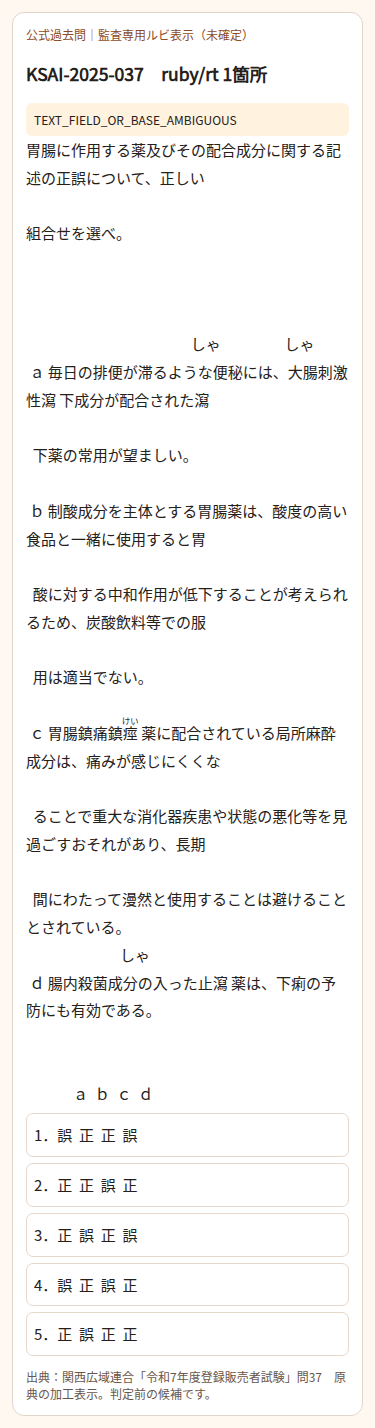 公式過去問｜監査専用ルビ表示（未確定）
KSAI-2025-037　ruby/rt 1箇所
TEXT_FIELD_OR_BASE_AMBIGUOUS
胃腸に作用する薬及びその配合成分に関する記
述の正誤について、正しい
組合せを選べ。
しゃ　しゃ
ａ 毎日の排便が滞るような便秘には、大腸刺激
性瀉 下成分が配合された瀉
下薬の常用が望ましい。
ｂ 制酸成分を主体とする胃腸薬は、酸度の高い
食品と一緒に使用すると胃
酸に対する中和作用が低下することが考えられ
るため、炭酸飲料等での服
用は適当でない。
けい
ｃ 胃腸鎮痛鎮痙 薬に配合されている局所麻酔
成分は、痛みが感じにくくな
ることで重大な消化器疾患や状態の悪化等を見
過ごすおそれがあり、長期
間にわたって漫然と使用することは避けること
とされている。
しゃ
ｄ 腸内殺菌成分の入った止瀉 薬は、下痢の予
防にも有効である。
ａ ｂ ｃ ｄ
1．誤 正 正 誤
2．正 正 誤 正
3．正 誤 正 誤
4．誤 正 誤 正
5．正 誤 正 正
出典：関西広域連合「令和7年度登録販売者試験」問37　原
典の加工表示。判定前の候補です。